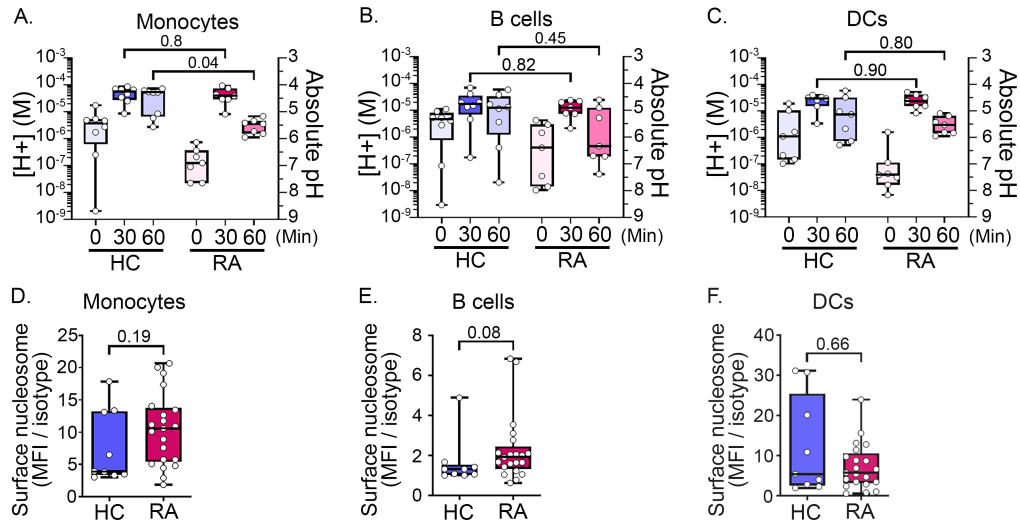 A.
Monocytes
0.8
0.04
[H+] (M)
10-3
10-4
10-5
10-6
10-7
10-8
10-9
3
4
5
6
7
8
9
Absolute pH
0 30 60 0 30 60 (Min)
HC RA
B.
B cells
0.45
0.82
[H+] (M)
10-3
10-4
10-5
10-6
10-7
10-8
10-9
3
4
5
6
7
8
9
Absolute pH
0 30 60 0 30 60 (Min)
HC RA
C.
DCs
0.80
0.90
[H+] (M)
10-3
10-4
10-5
10-6
10-7
10-8
10-9
3
4
5
6
7
8
9
Absolute pH
0 30 60 0 30 60 (Min)
HC RA
D.
Monocytes
0.19
Surface nucleosome
(MFI / isotype)
25
20
15
10
5
0
HC RA
E.
B cells
0.08
Surface nucleosome
(MFI / isotype)
8
6
4
2
0
HC RA
F.
DCs
0.66
Surface nucleosome
(MFI / isotype)
40
30
20
10
0
HC RA